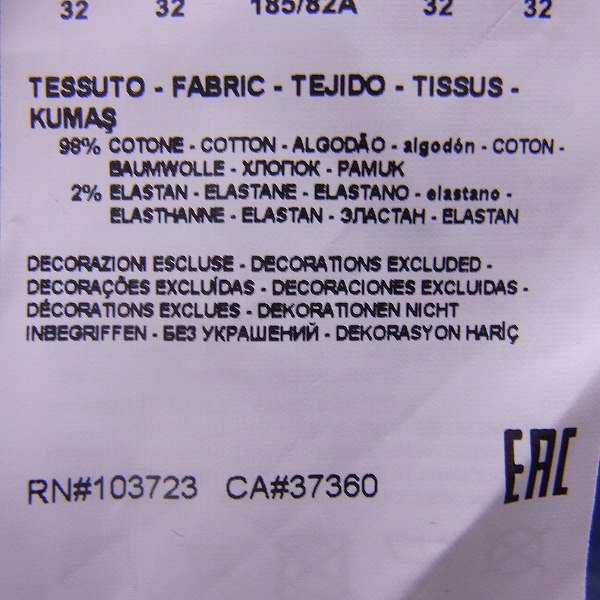 32 32 185/82A 32 32
TESSUTO - FABRIC - TEJIDO - TISSUS -
KUMAŞ
98% COTONE - COTTON - ALGODÃO - algodón - COTON -
BAUMWOLLE - ХЛОПОК - PAMUK
2% ELASTAN - ELASTANE - ELASTANO - elastano -
ELASTHANNE - ELASTAN - ЭЛАСТАН - ELASTAN
DECORAZIONI ESCLUSE - DECORATIONS EXCLUDED -
DECORAÇÕES EXCLUÍDAS - DECORACIONES EXCLUIDAS -
DÉCORATIONS EXCLUES - DEKORATIONEN NICHT
INBEGRIFFEN - БЕЗ УКРАШЕНИЙ - DEKORASYON HARİÇ
RN#103723 CA#37360 EAC